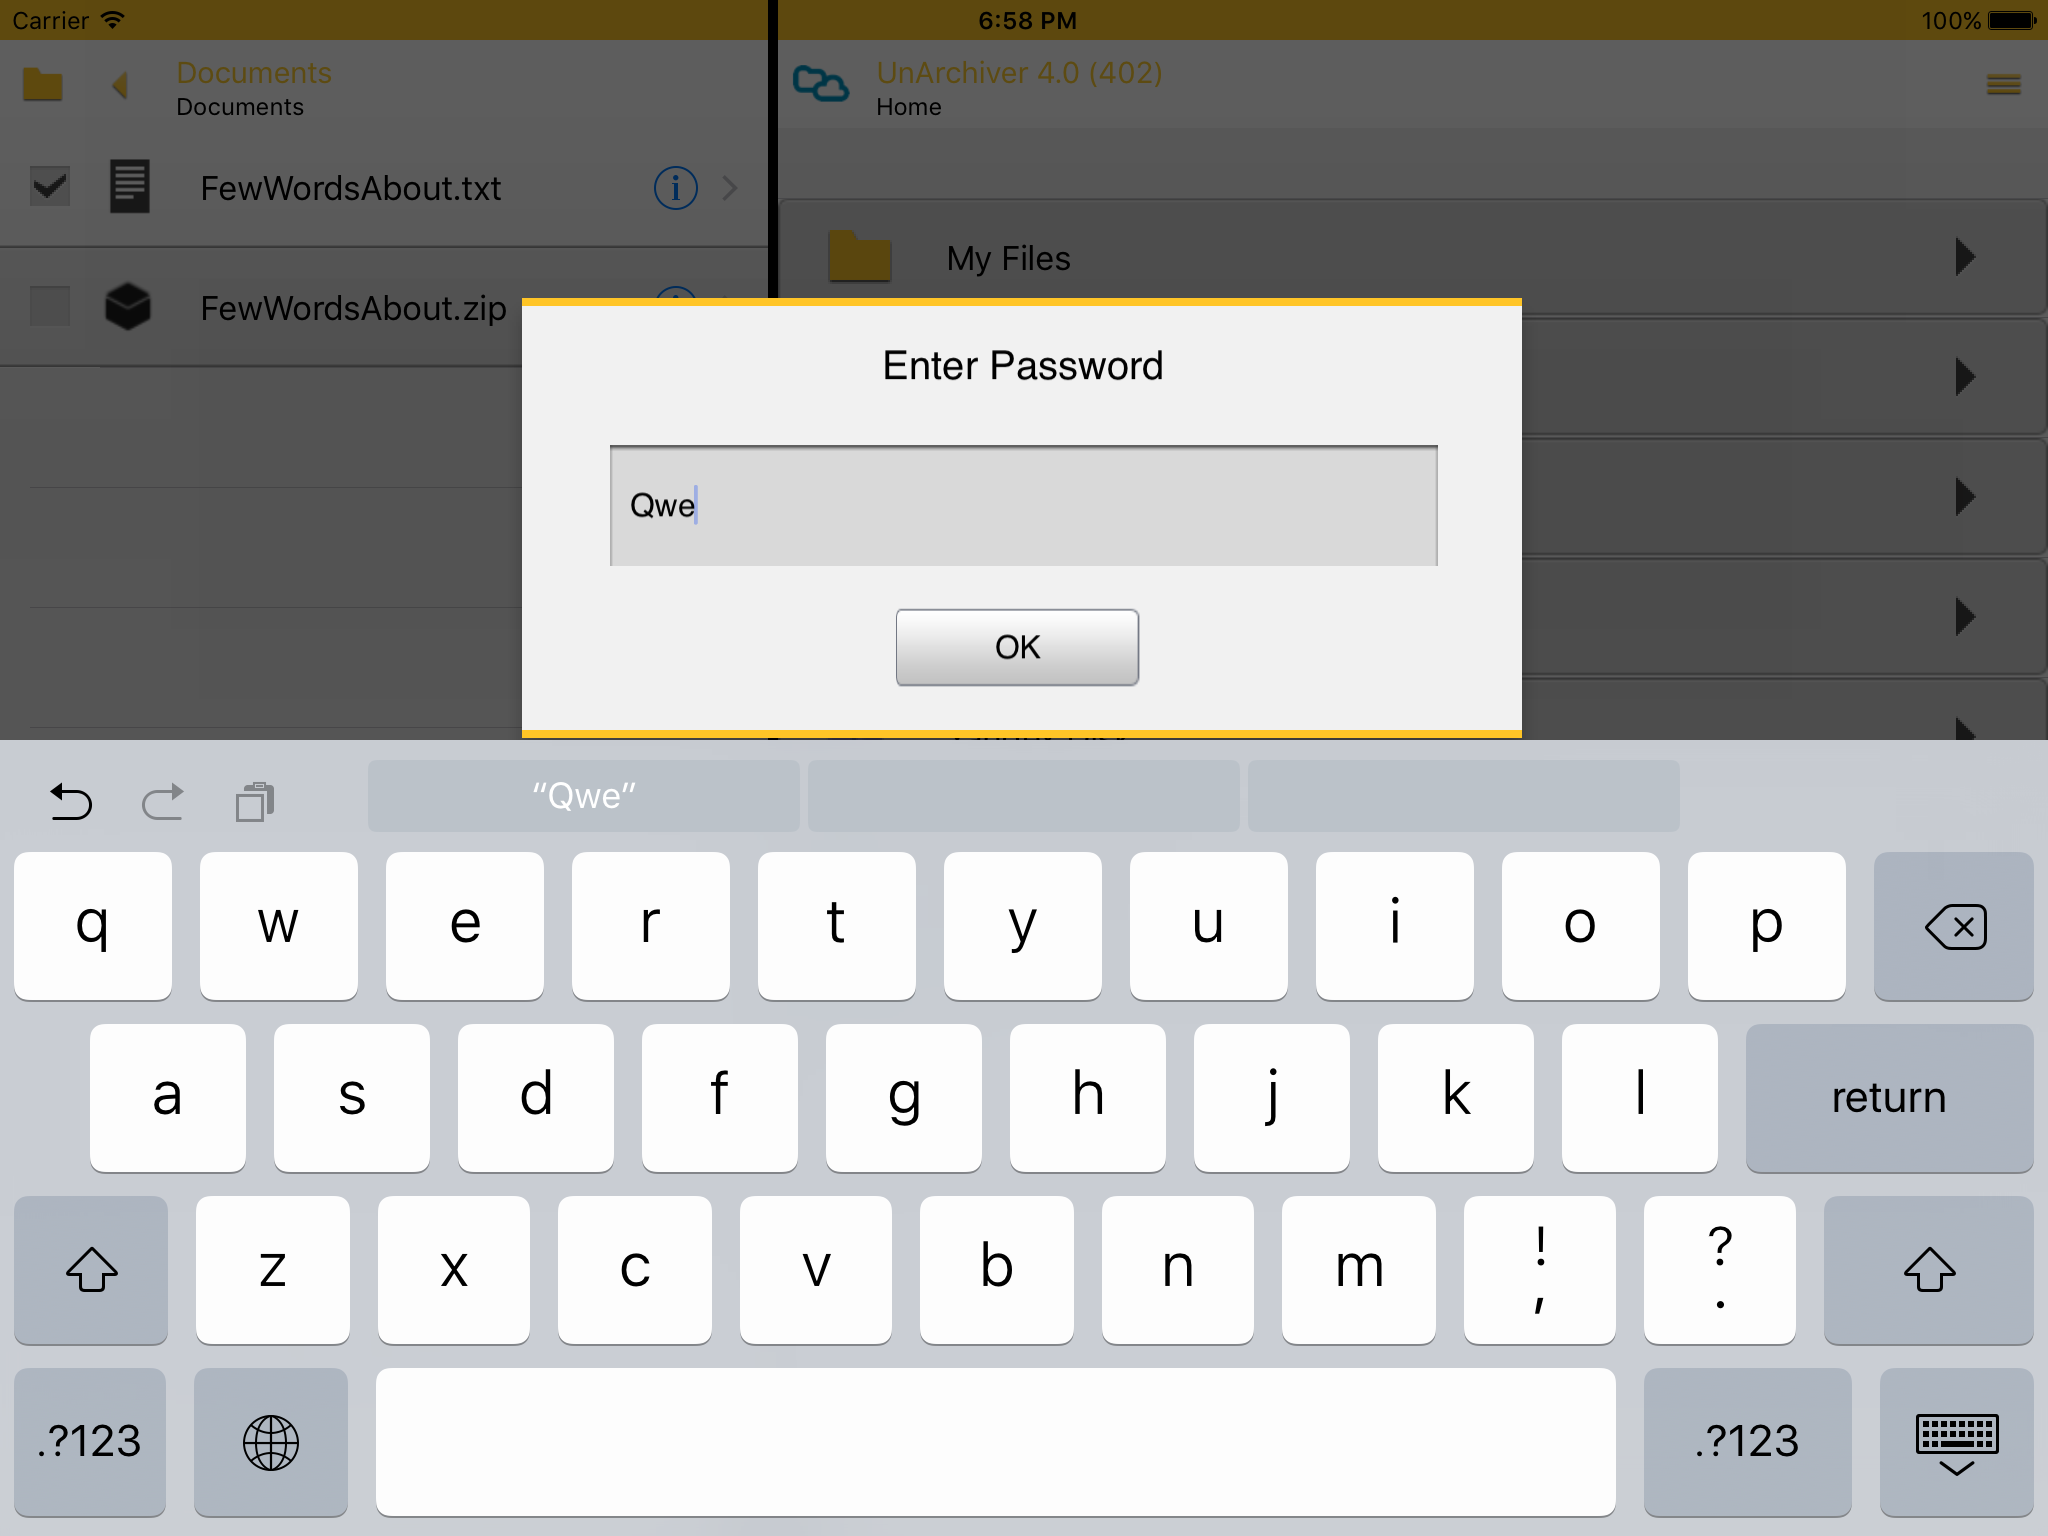 Carrier
6:58 PM
100%
Documents
Documents
UnArchiver 4.0 (402)
Home
FewWordsAbout.txt
i
FewWordsAbout.zip
My Files
Enter Password
Qwe
OK
“Qwe”
q w e r t y u i o p
a s d f g h j k l return
z x c v b n m ! ?
, .
.?123 .?123